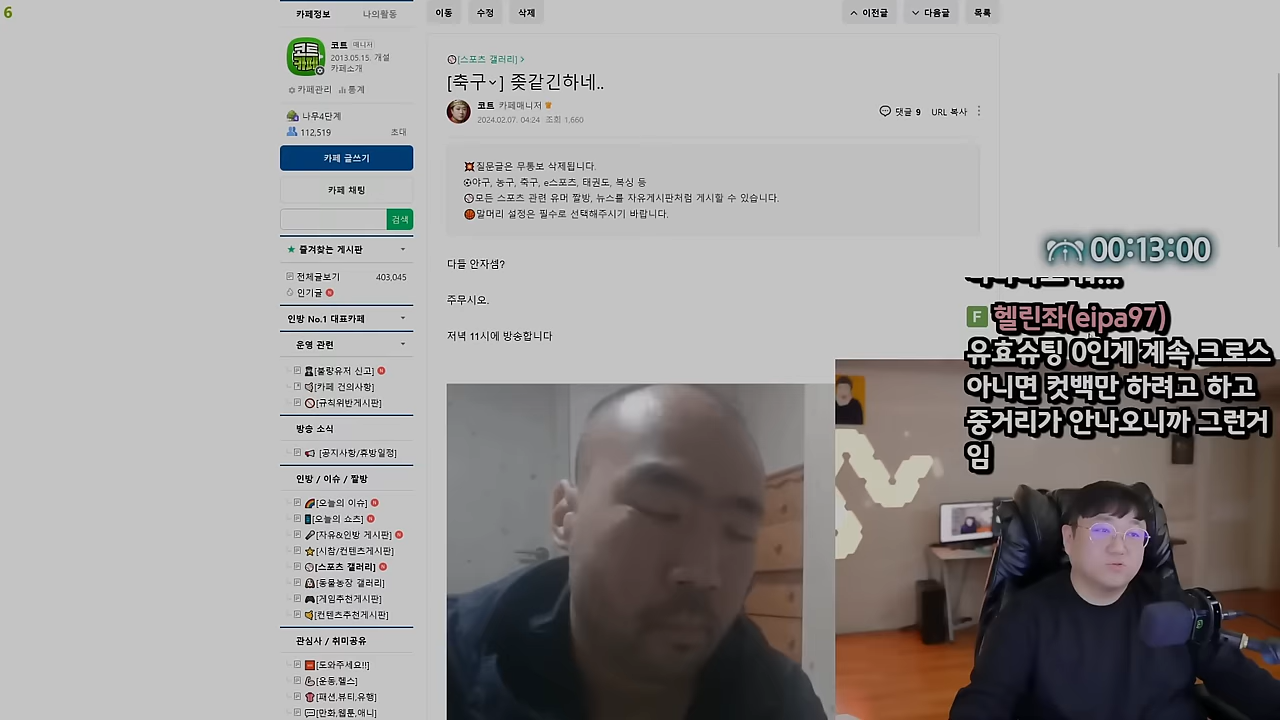 6
카페정보
나의활동
코트 매니저
2013.05.15. 개설
카페소개
카페관리
통계
나무4단계
112,519
초대
카페 글쓰기
카페 채팅
검색
즐겨찾는 게시판
전체글보기
403,045
인기글
인방 No.1 대표카페
운영 관련
[불량유저 신고]
[카페 건의사항]
[규칙위반게시판]
방송 소식
[공지사항/휴방일정]
인방 / 이슈 / 짤방
[오늘의 이슈]
[오늘의 쇼츠]
[자유&인방 게시판]
[시참/컨텐츠게시판]
[스포츠 갤러리]
[동물농장 갤러리]
[게임추천게시판]
[컨텐츠추천게시판]
관심사 / 취미공유
[도와주세요!!]
[운동,헬스]
[패션,뷰티,유행]
[만화,웹툰,애니]
이동
수정
삭제
이전글
다음글
목록
[스포츠 갤러리]
[축구⌄] 좆같긴하네..
코트 카페매니저
2024.02.07. 04:24 조회 1,660
댓글 9
URL 복사
질문글은 무통보 삭제됩니다.
야구, 농구, 축구, e스포츠, 태권도, 복싱 등
모든 스포츠 관련 유머 짤방, 뉴스를 자유게시판처럼 게시할 수 있습니다.
말머리 설정은 필수로 선택해주시기 바랍니다.
다들 안자셈?
주무시오.
저녁 11시에 방송합니다
00:13:00
F 헬린좌(eipa97)
유효슈팅 0인게 계속 크로스
아니면 컷백만 하려고 하고
중거리가 안나오니까 그런거
임